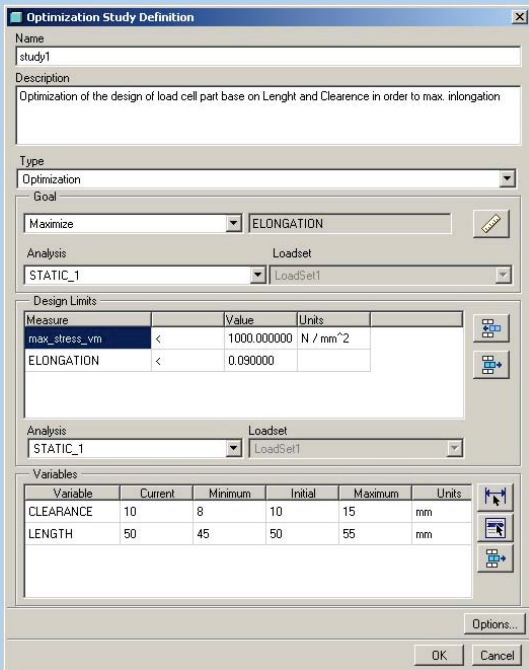 Optimization Study Definition
Name
study1
Description
Optimization of the design of load cell part base on Lenght and Clearence in order to max. inlongation
Type
Optimization
Goal
Maximize ELONGATION
Analysis Loadset
STATIC_1 LoadSet1
Design Limits
Measure Value Units
max_stress_vm < 1000.000000 N / mm^2
ELONGATION < 0.090000
Analysis Loadset
STATIC_1 LoadSet1
Variables
Variable Current Minimum Initial Maximum Units
CLEARANCE 10 8 10 15 mm
LENGTH 50 45 50 55 mm
Options...
OK Cancel